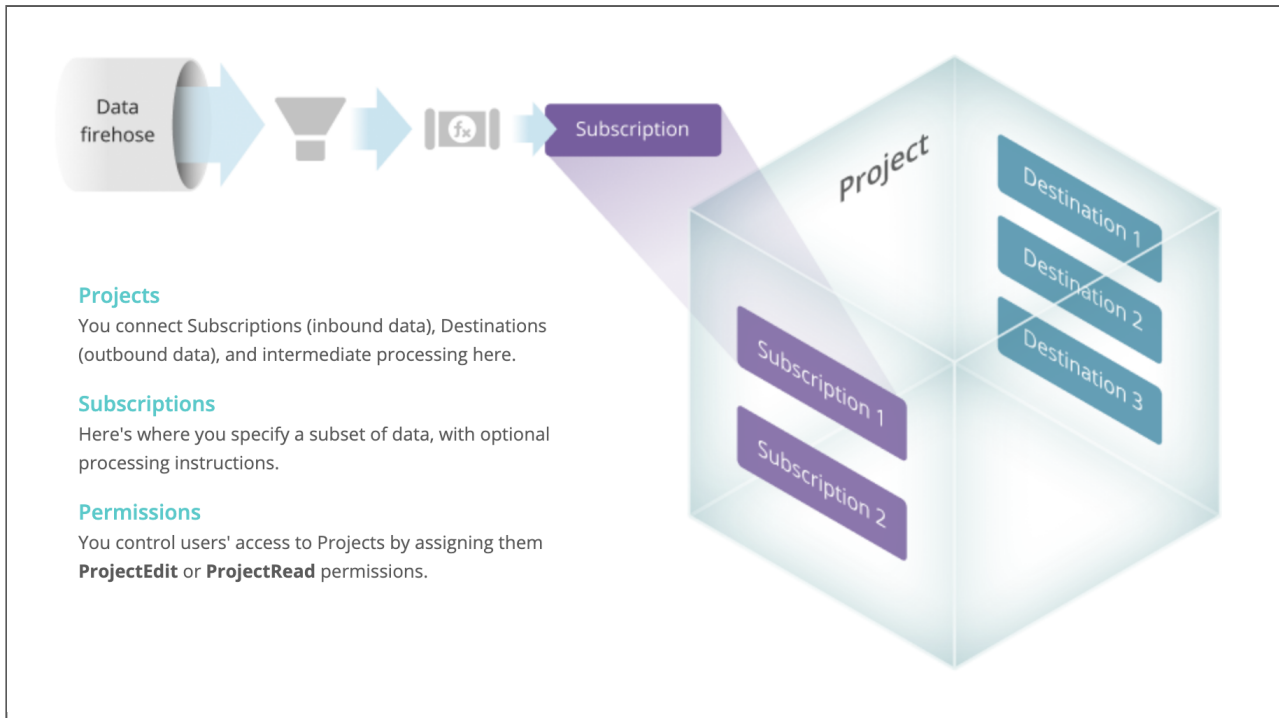 Data
firehose
fx
Subscription
Project
Destination 1
Destination 2
Destination 3
Subscription 1
Subscription 2
Projects
You connect Subscriptions (inbound data), Destinations
(outbound data), and intermediate processing here.
Subscriptions
Here's where you specify a subset of data, with optional
processing instructions.
Permissions
You control users' access to Projects by assigning them
ProjectEdit or ProjectRead permissions.